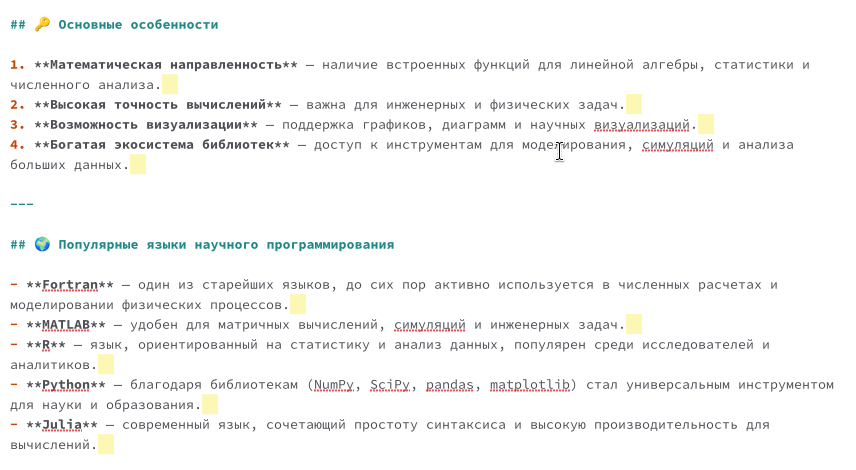 ## 🔑 Основные особенности
1. **Математическая направленность** — наличие встроенных функций для линейной алгебры, статистики и
численного анализа.
2. **Высокая точность вычислений** — важна для инженерных и физических задач.
3. **Возможность визуализации** — поддержка графиков, диаграмм и научных визуализаций.
4. **Богатая экосистема библиотек** — доступ к инструментам для моделирования, симуляций и анализа
больших данных.
---
## 🌍 Популярные языки научного программирования
- **Fortran** — один из старейших языков, до сих пор активно используется в численных расчетах и
моделировании физических процессов.
- **MATLAB** — удобен для матричных вычислений, симуляций и инженерных задач.
- **R** — язык, ориентированный на статистику и анализ данных, популярен среди исследователей и
аналитиков.
- **Python** — благодаря библиотекам (NumPy, SciPy, pandas, matplotlib) стал универсальным инструментом
для науки и образования.
- **Julia** — современный язык, сочетающий простоту синтаксиса и высокую производительность для
вычислений.